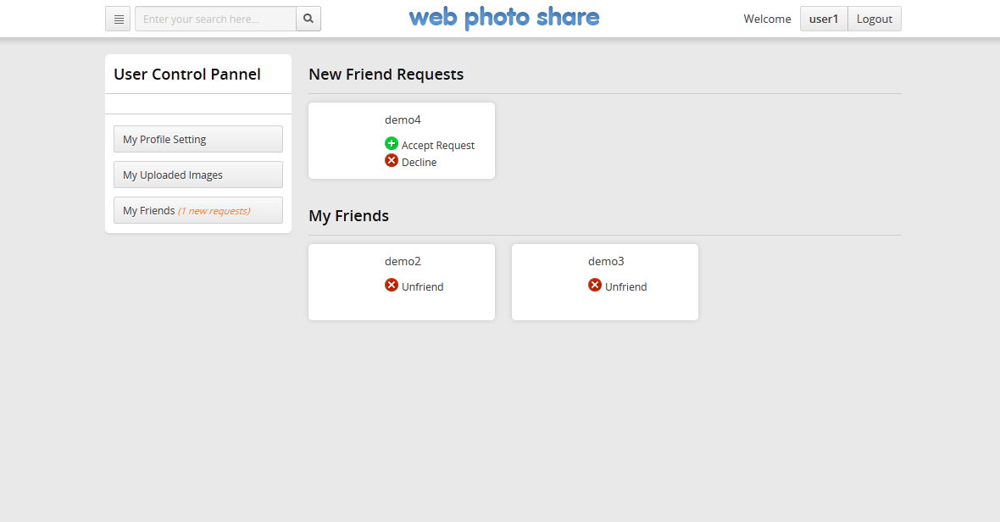 Enter your search here...
web photo share
Welcome
user1
Logout
User Control Pannel
My Profile Setting
My Uploaded Images
My Friends (1 new requests)
New Friend Requests
demo4
Accept Request
Decline
My Friends
demo2
Unfriend
demo3
Unfriend